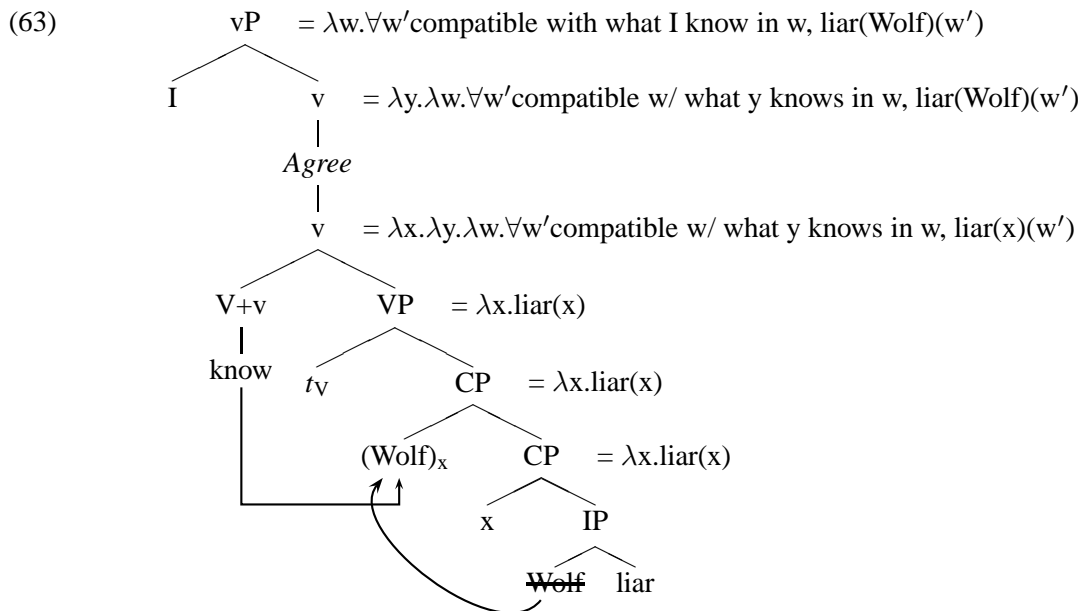 (63) vP = λw.∀w′compatible with what I know in w, liar(Wolf)(w′)
I v = λy.λw.∀w′compatible w/ what y knows in w, liar(Wolf)(w′)
Agree
v = λx.λy.λw.∀w′compatible w/ what y knows in w, liar(x)(w′)
V+v VP = λx.liar(x)
know tV CP = λx.liar(x)
(Wolf)x CP = λx.liar(x)
x IP
Wolf liar